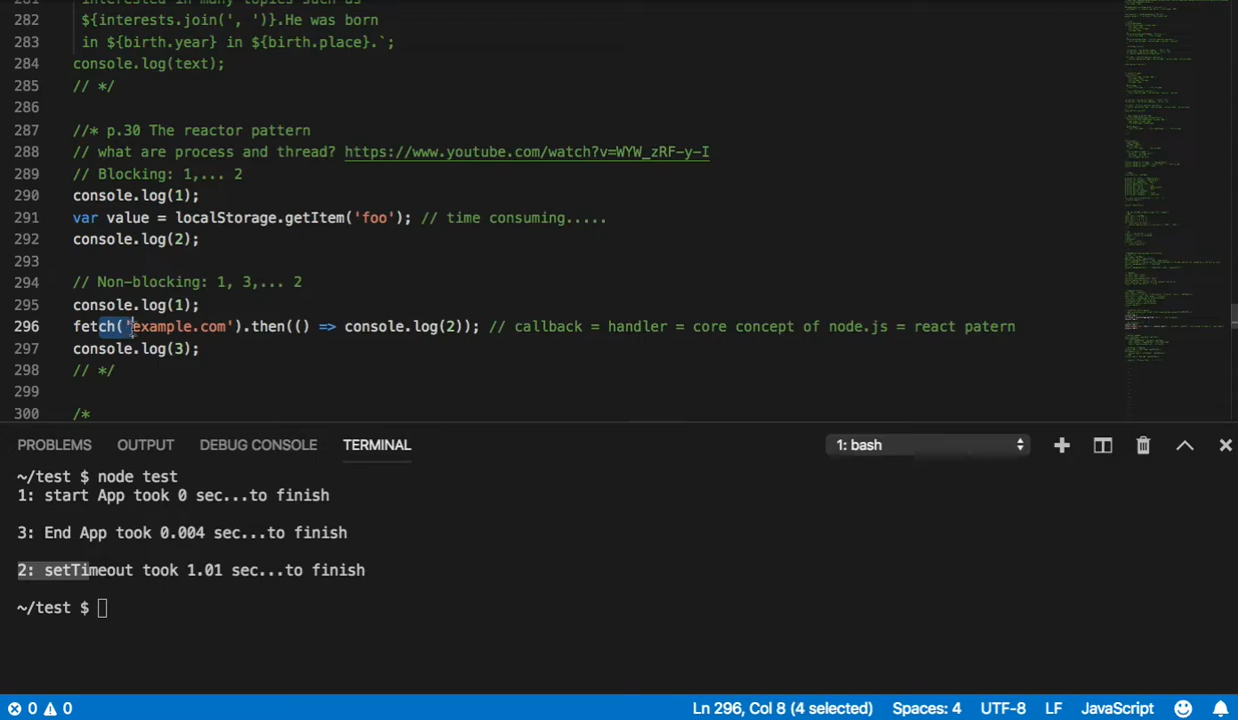 281 interested in many topics such as
282 ${interests.join(', ')}.He was born
283 in ${birth.year} in ${birth.place}.`;
284 console.log(text);
285 // */
286
287 //* p.30 The reactor pattern
288 // what are process and thread? https://www.youtube.com/watch?v=WYW_zRF-y-I
289 // Blocking: 1,... 2
290 console.log(1);
291 var value = localStorage.getItem('foo'); // time consuming.....
292 console.log(2);
293
294 // Non-blocking: 1, 3,... 2
295 console.log(1);
296 fetch('example.com').then(() => console.log(2)); // callback = handler = core concept of node.js = react patern
297 console.log(3);
298 // */
299
300 /*
PROBLEMS OUTPUT DEBUG CONSOLE TERMINAL 1: bash
~/test $ node test
1: start App took 0 sec...to finish
3: End App took 0.004 sec...to finish
2: setTimeout took 1.01 sec...to finish
~/test $
0 0 Ln 296, Col 8 (4 selected) Spaces: 4 UTF-8 LF JavaScript